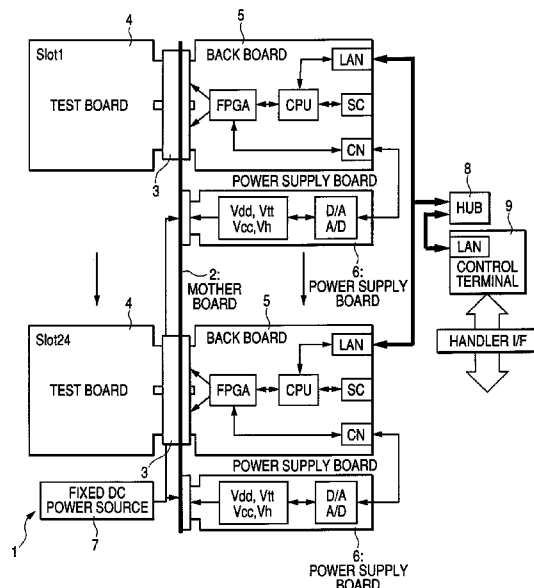 4
5
Slot1
BACK BOARD
LAN
TEST BOARD
FPGA
CPU
SC
CN
3
POWER SUPPLY BOARD
8
9
HUB
Vdd, Vtt
Vcc,Vh
D/A
A/D
LAN
CONTROL
TERMINAL
2:
MOTHER
BOARD
6:
POWER SUPPLY
BOARD
4
5
HANDLER I/F
Slot24
BACK BOARD
LAN
TEST BOARD
FPGA
CPU
SC
CN
3
POWER SUPPLY BOARD
FIXED DC
POWER SOURCE
Vdd, Vtt
Vcc,Vh
D/A
A/D
1
7
6:
POWER SUPPLY
BOARD